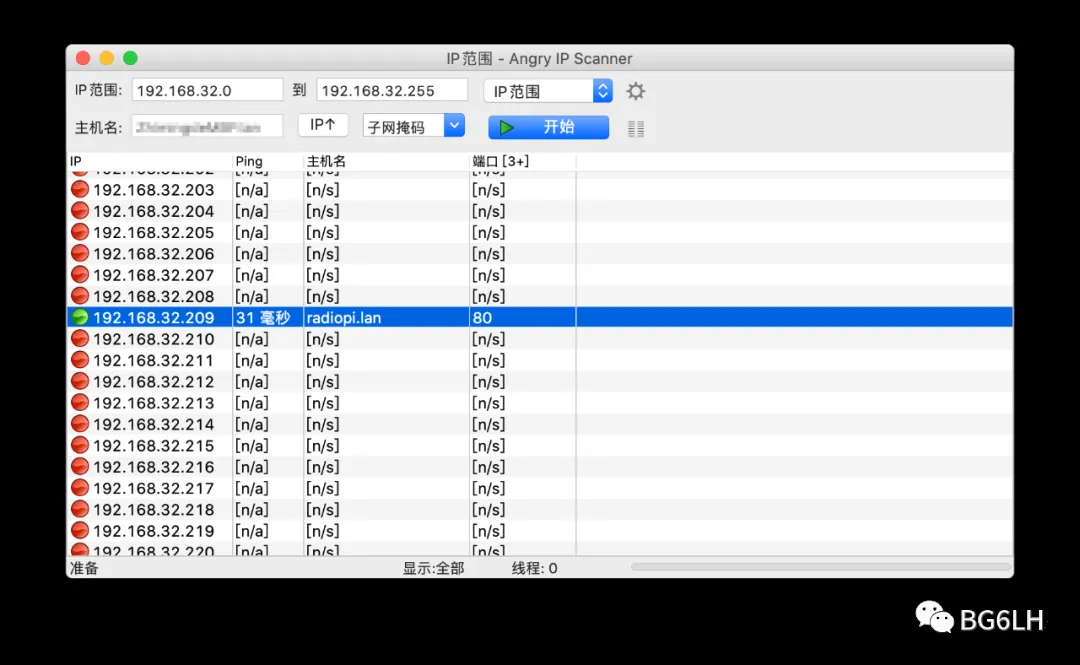 IP范围 - Angry IP Scanner
IP范围: 192.168.32.0 到 192.168.32.255 IP范围
主机名: IP↑ 子网掩码 开始
IP Ping 主机名 端口 [3+]
192.168.32.202 [n/a] [n/s] [n/s]
192.168.32.203 [n/a] [n/s] [n/s]
192.168.32.204 [n/a] [n/s] [n/s]
192.168.32.205 [n/a] [n/s] [n/s]
192.168.32.206 [n/a] [n/s] [n/s]
192.168.32.207 [n/a] [n/s] [n/s]
192.168.32.208 [n/a] [n/s] [n/s]
192.168.32.209 31 毫秒 radiopi.lan 80
192.168.32.210 [n/a] [n/s] [n/s]
192.168.32.211 [n/a] [n/s] [n/s]
192.168.32.212 [n/a] [n/s] [n/s]
192.168.32.213 [n/a] [n/s] [n/s]
192.168.32.214 [n/a] [n/s] [n/s]
192.168.32.215 [n/a] [n/s] [n/s]
192.168.32.216 [n/a] [n/s] [n/s]
192.168.32.217 [n/a] [n/s] [n/s]
192.168.32.218 [n/a] [n/s] [n/s]
192.168.32.219 [n/a] [n/s] [n/s]
192.168.32.220 [n/a] [n/s] [n/s]
准备 显示:全部 线程: 0
BG6LH